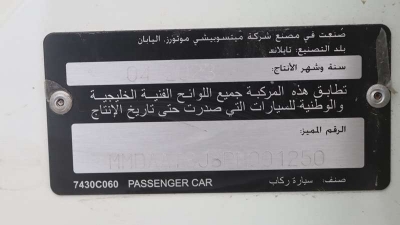 صنعت في مصنع شركة ميتسوبيشي موتورز. اليابان
بلد التصنيع: تايلاند
سنة وشهر الأنتاج:
تطابق هذه المركبة جميع اللوائح الفنية الخليجية
والوطنية للسيارات التي صدرت حتى تاريخ الإنتاج
الرقم المميز:
7430C060 PASSENGER CAR صنف: سيارة ركاب